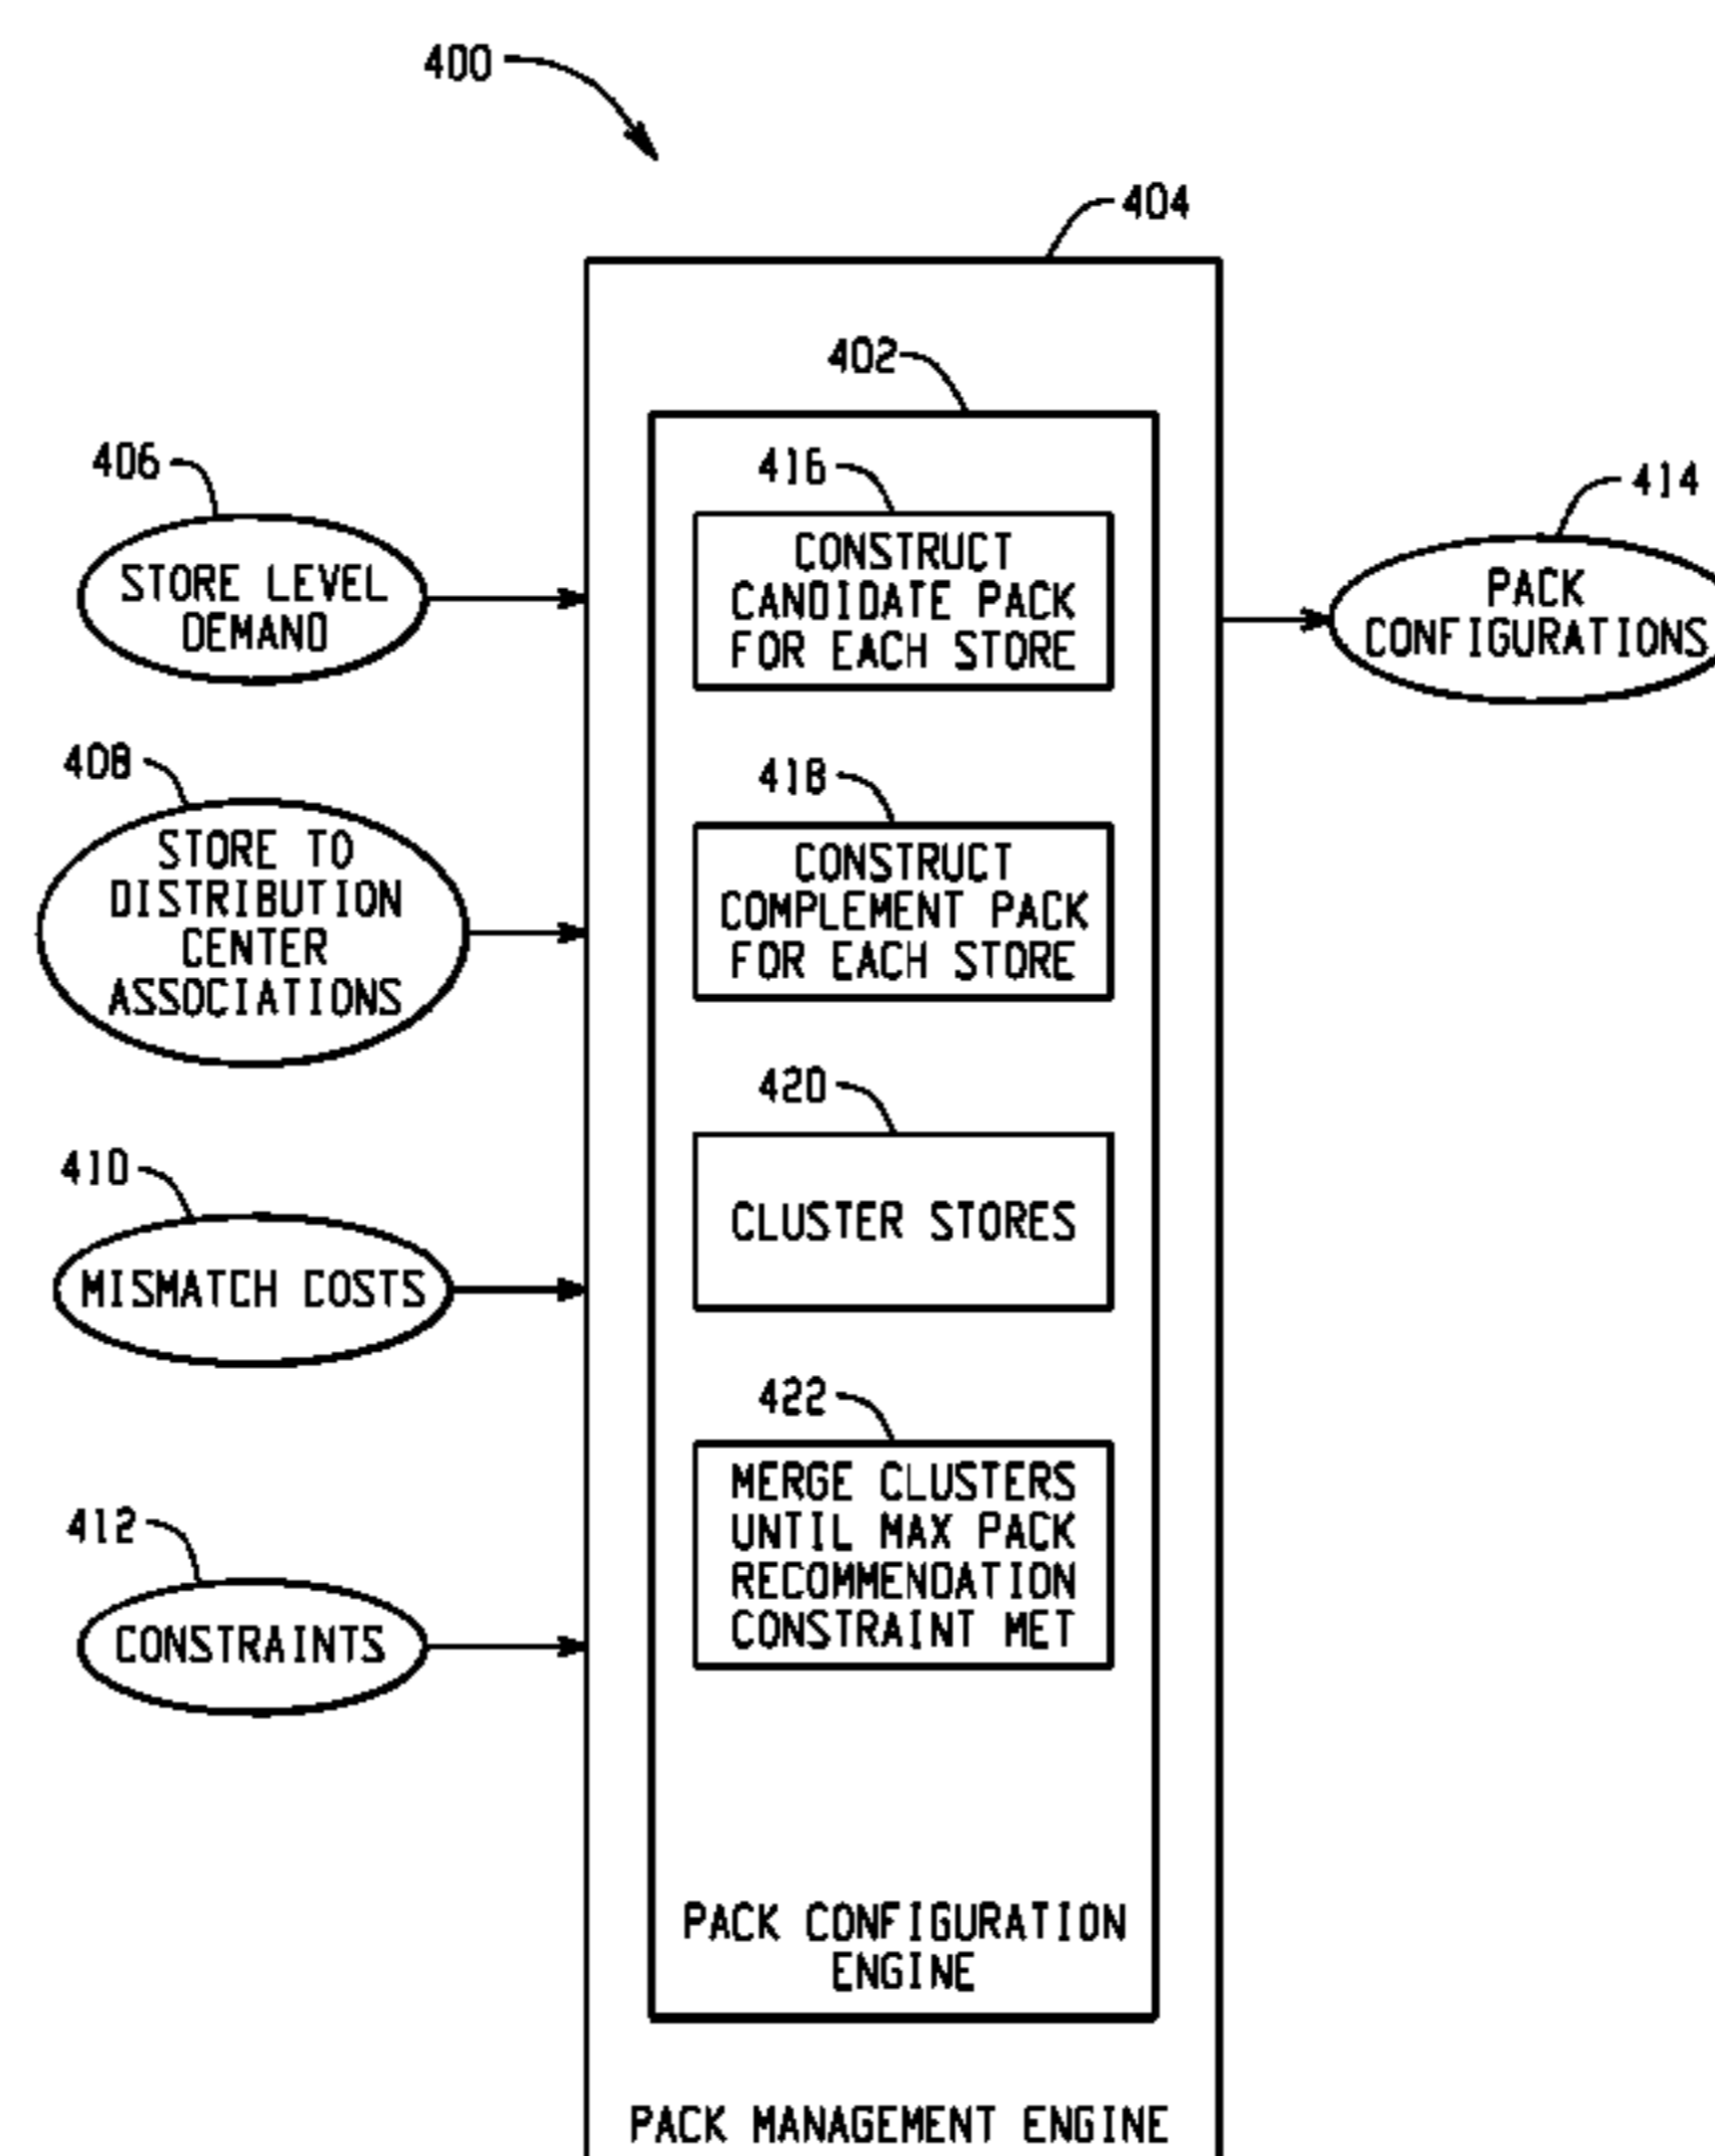 400
404
402
406
STORE LEVEL
DEMAND
408
STORE TO
DISTRIBUTION
CENTER
ASSOCIATIONS
410
MISMATCH COSTS
412
CONSTRAINTS
416
CONSTRUCT
CANDIDATE PACK
FOR EACH STORE
418
CONSTRUCT
COMPLEMENT PACK
FOR EACH STORE
420
CLUSTER STORES
422
MERGE CLUSTERS
UNTIL MAX PACK
RECOMMENDATION
CONSTRAINT MET
PACK CONFIGURATION
ENGINE
PACK MANAGEMENT ENGINE
414
PACK
CONFIGURATIONS